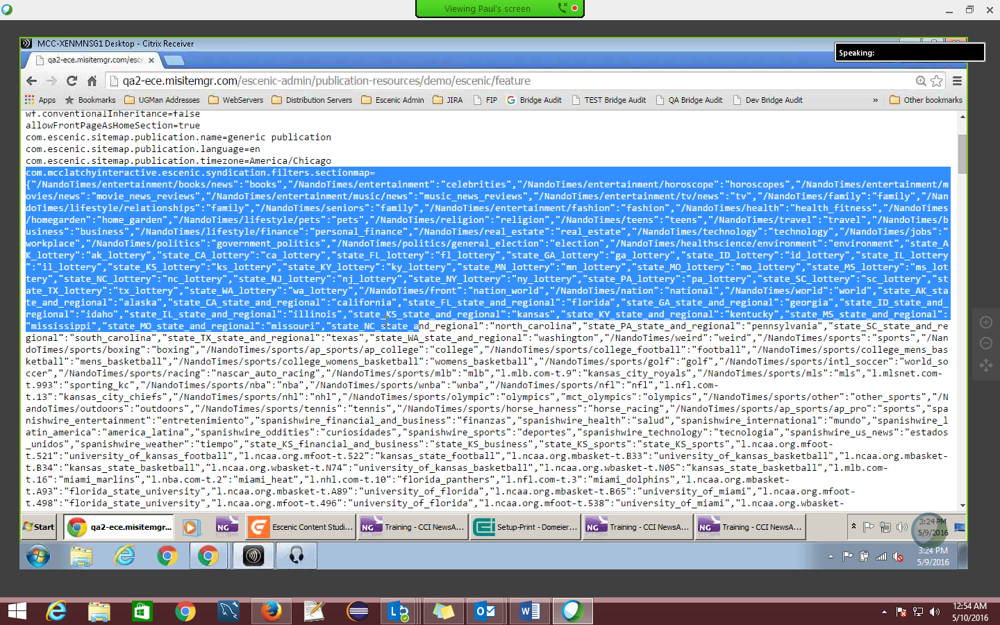 Viewing Paul's screen
MCC-XENMNSG1 Desktop - Citrix Receiver
Speaking:
qa2-ece.misitemgr.com/esce
qa2-ece.misitemgr.com/escenic-admin/publication-resources/demo/escenic/feature
Apps Bookmarks UGMan Addresses WebServers Distribution Servers Escenic Admin JIRA FIP Bridge Audit TEST Bridge Audit QA Bridge Audit Dev Bridge Audit » Other bookmarks
wf.conventionalInheritance=false
allowFrontPageAsHomeSection=true
com.escenic.sitemap.publication.name=generic publication
com.escenic.sitemap.publication.language=en
com.escenic.sitemap.publication.timezone=America/Chicago
com.mcclatchyinteractive.escenic.syndication.filters.sectionmap=
{"/NandoTimes/entertainment/books/news":"books","/NandoTimes/entertainment":"celebrities","/NandoTimes/entertainment/horoscope":"horoscopes","/NandoTimes/entertainment/m
ovies/news":"movie_news_reviews","/NandoTimes/entertainment/music/news":"music_news_reviews","/NandoTimes/entertainment/tv/news":"tv","/NandoTimes/family":"family","/Nan
doTimes/lifestyle/relationships":"family","/NandoTimes/seniors":"family","/NandoTimes/entertainment/fashion":"fashion","/NandoTimes/health":"health_fitness","/NandoTimes
/homegarden":"home_garden","/NandoTimes/lifestyle/pets":"pets","/NandoTimes/religion":"religion","/NandoTimes/teens":"teens","/NandoTimes/travel":"travel","/NandoTimes/b
usiness":"business","/NandoTimes/lifestyle/finance":"personal_finance","/NandoTimes/real_estate":"real_estate","/NandoTimes/technology":"technology","/NandoTimes/jobs":"
workplace","/NandoTimes/politics":"government_politics","/NandoTimes/politics/general_election":"election","/NandoTimes/healthscience/environment":"environment","state_A
K_lottery":"ak_lottery","state_CA_lottery":"ca_lottery","state_FL_lottery":"fl_lottery","state_GA_lottery":"ga_lottery","state_ID_lottery":"id_lottery","state_IL_lottery
":"il_lottery","state_KS_lottery":"ks_lottery","state_KY_lottery":"ky_lottery","state_MN_lottery":"mn_lottery","state_MO_lottery":"mo_lottery","state_MS_lottery":"ms_lot
tery","state_NC_lottery":"nc_lottery","state_NJ_lottery":"nj_lottery","state_NY_lottery":"ny_lottery","state_PA_lottery":"pa_lottery","state_SC_lottery":"sc_lottery","st
ate_TX_lottery":"tx_lottery","state_WA_lottery":"wa_lottery","/NandoTimes/front":"nation_world","/NandoTimes/nation":"national","/NandoTimes/world":"world","state_AK_sta
te_and_regional":"alaska","state_CA_state_and_regional":"california","state_FL_state_and_regional":"florida","state_GA_state_and_regional":"georgia","state_ID_state_and_
regional":"idaho","state_IL_state_and_regional":"illinois","state_KS_state_and_regional":"kansas","state_KY_state_and_regional":"kentucky","state_MS_state_and_regional":
"mississippi","state_MO_state_and_regional":"missouri","state_NC_state_and_regional":"north_carolina","state_PA_state_and_regional":"pennsylvania","state_SC_state_and_re
gional":"south_carolina","state_TX_state_and_regional":"texas","state_WA_state_and_regional":"washington","/NandoTimes/weird":"weird","/NandoTimes/sports":"sports","/Nan
doTimes/sports/boxing":"boxing","/NandoTimes/sports/ap_sports/ap_college":"college","/NandoTimes/sports/college_football":"football","/NandoTimes/sports/college_mens_bas
ketball":"mens_basketball","/NandoTimes/sports/college_womens_basketball":"womens_basketball","/NandoTimes/sports/golf":"golf","/NandoTimes/sports/intl_soccer":"world_so
ccer","/NandoTimes/sports/racing":"nascar_auto_racing","/NandoTimes/sports/mlb":"mlb","l.mlb.com-t.9":"kansas_city_royals","/NandoTimes/sports/mls":"mls","l.mlsnet.com-
t.993":"sporting_kc","/NandoTimes/sports/nba":"nba","/NandoTimes/sports/wnba":"wnba","/NandoTimes/sports/nfl":"nfl","l.nfl.com-
t.13":"kansas_city_chiefs","/NandoTimes/sports/nhl":"nhl","/NandoTimes/sports/olympic":"olympics","mct_olympics":"olympics","/NandoTimes/sports/other":"other_sports","/N
andoTimes/outdoors":"outdoors","/NandoTimes/sports/tennis":"tennis","/NandoTimes/sports/horse_harness":"horse_racing","/NandoTimes/sports/ap_sports/ap_pro":"sports","spa
nishwire_entertainment":"entretenimiento","spanishwire_financial_and_business":"finanzas","spanishwire_health":"salud","spanishwire_international":"mundo","spanishwire_l
atin_america":"america_latina","spanishwire_oddities":"curiosidades","spanishwire_sports":"deportes","spanishwire_technology":"tecnologia","spanishwire_us_news":"estados
_unidos","spanishwire_weather":"tiempo","state_KS_financial_and_business":"state_KS_business","state_KS_sports":"state_KS_sports","l.ncaa.org.mfoot-
t.521":"university_of_kansas_football","l.ncaa.org.mfoot-t.522":"kansas_state_football","l.ncaa.org.mbasket-t.B33":"university_of_kansas_basketball","l.ncaa.org.mbasket-
t.B34":"kansas_state_basketball","l.ncaa.org.wbasket-t.N74":"university_of_kansas_basketball","l.ncaa.org.wbasket-t.N05":"kansas_state_basketball","l.mlb.com-
t.16":"miami_marlins","l.nba.com-t.2":"miami_heat","l.nhl.com-t.10":"florida_panthers","l.nfl.com-t.3":"miami_dolphins","l.ncaa.org.mbasket-
t.A93":"florida_state_university","l.ncaa.org.mbasket-t.A89":"university_of_florida","l.ncaa.org.mbasket-t.B65":"university_of_miami","l.ncaa.org.mfoot-
t.498":"florida_state_university","l.ncaa.org.mfoot-t.496":"university_of_florida","l.ncaa.org.mfoot-t.538":"university_of_miami","l.ncaa.org.wbasket-
Start qa2-ece.misitemgr... NG Escenic Content Studi... NG Training - CCI NewsA... Setup-Print - Domeier... NG Training - CCI NewsA... NG Training - CCI NewsA... 3:24 PM
5/9/2016
3:24 PM
5/9/2016
12:54 AM
5/10/2016